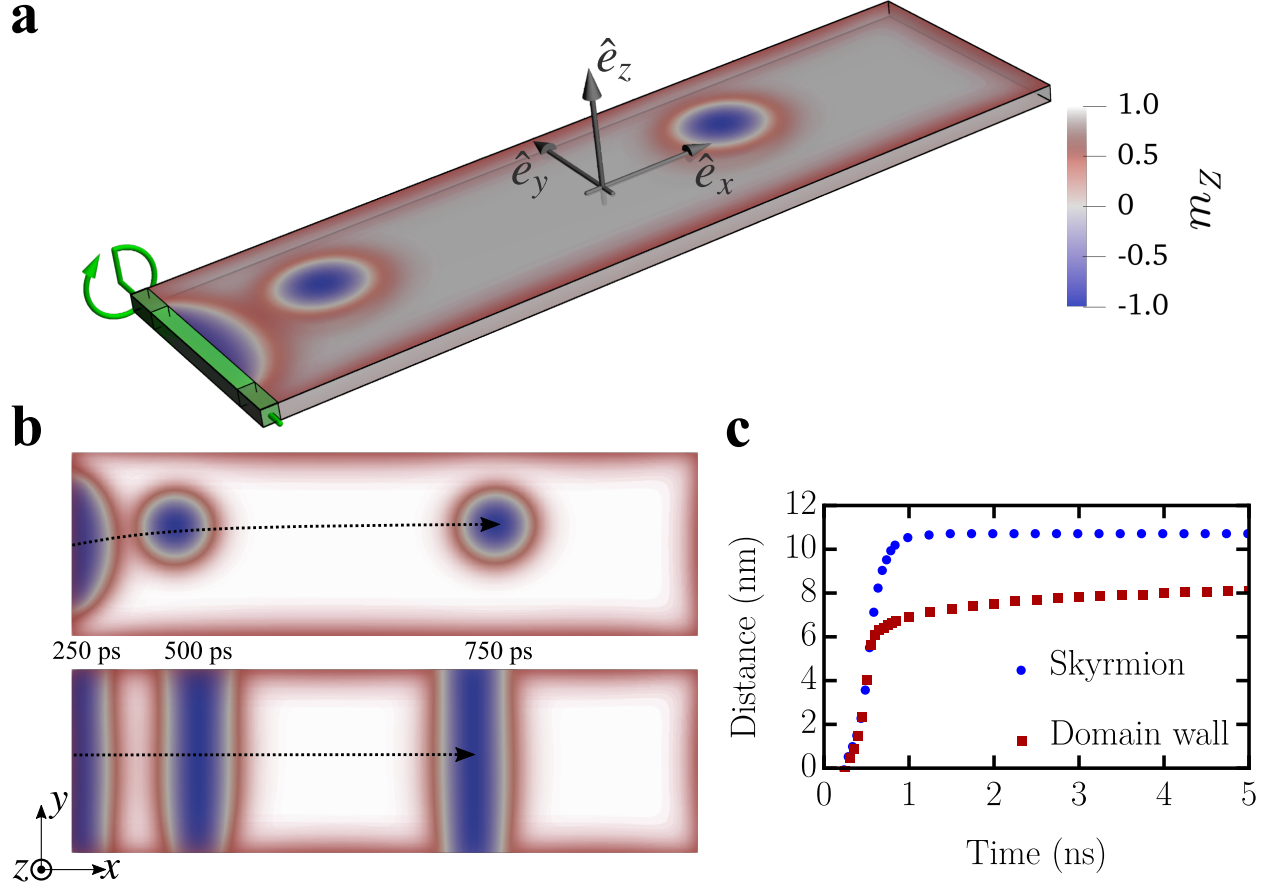 a
ê_z
ê_y
ê_x
1.0
0.5
0
-0.5
-1.0
m_z
b
250 ps
500 ps
750 ps
y
z
x
c
12
10
8
6
4
2
0
Distance (nm)
Skyrmion
Domain wall
0 1 2 3 4 5
Time (ns)